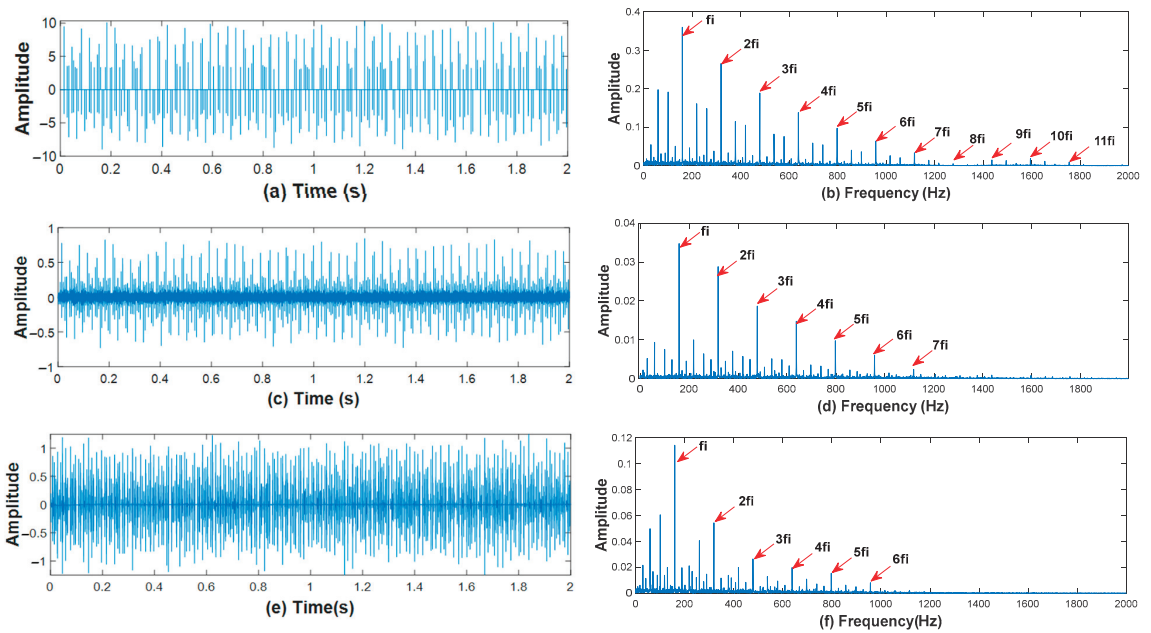 Amplitude
10
5
0
−5
−10
0
0.2
0.4
0.6
0.8
1
1.2
1.4
1.6
1.8
2
(a) Time (s)
Amplitude
0.4
0.3
0.2
0.1
0
0
200
400
600
800
1000
1200
1400
1600
1800
2000
fi
2fi
3fi
4fi
5fi
6fi
7fi
8fi
9fi
10fi
11fi
(b) Frequency (Hz)
Amplitude
1
0.5
0
−0.5
−1
0
0.2
0.4
0.6
0.8
1
1.2
1.4
1.6
1.8
2
(c) Time (s)
Amplitude
0.04
0.03
0.02
0.01
0
0
200
400
600
800
1000
1200
1400
1600
1800
fi
2fi
3fi
4fi
5fi
6fi
7fi
(d) Frequency (Hz)
Amplitude
1
0.5
0
−0.5
−1
0
0.2
0.4
0.6
0.8
1
1.2
1.4
1.6
1.8
2
(e) Time(s)
Amplitude
0.12
0.1
0.08
0.06
0.04
0.02
0
0
200
400
600
800
1000
1200
1400
1600
1800
2000
fi
2fi
3fi
4fi
5fi
6fi
(f) Frequency(Hz)